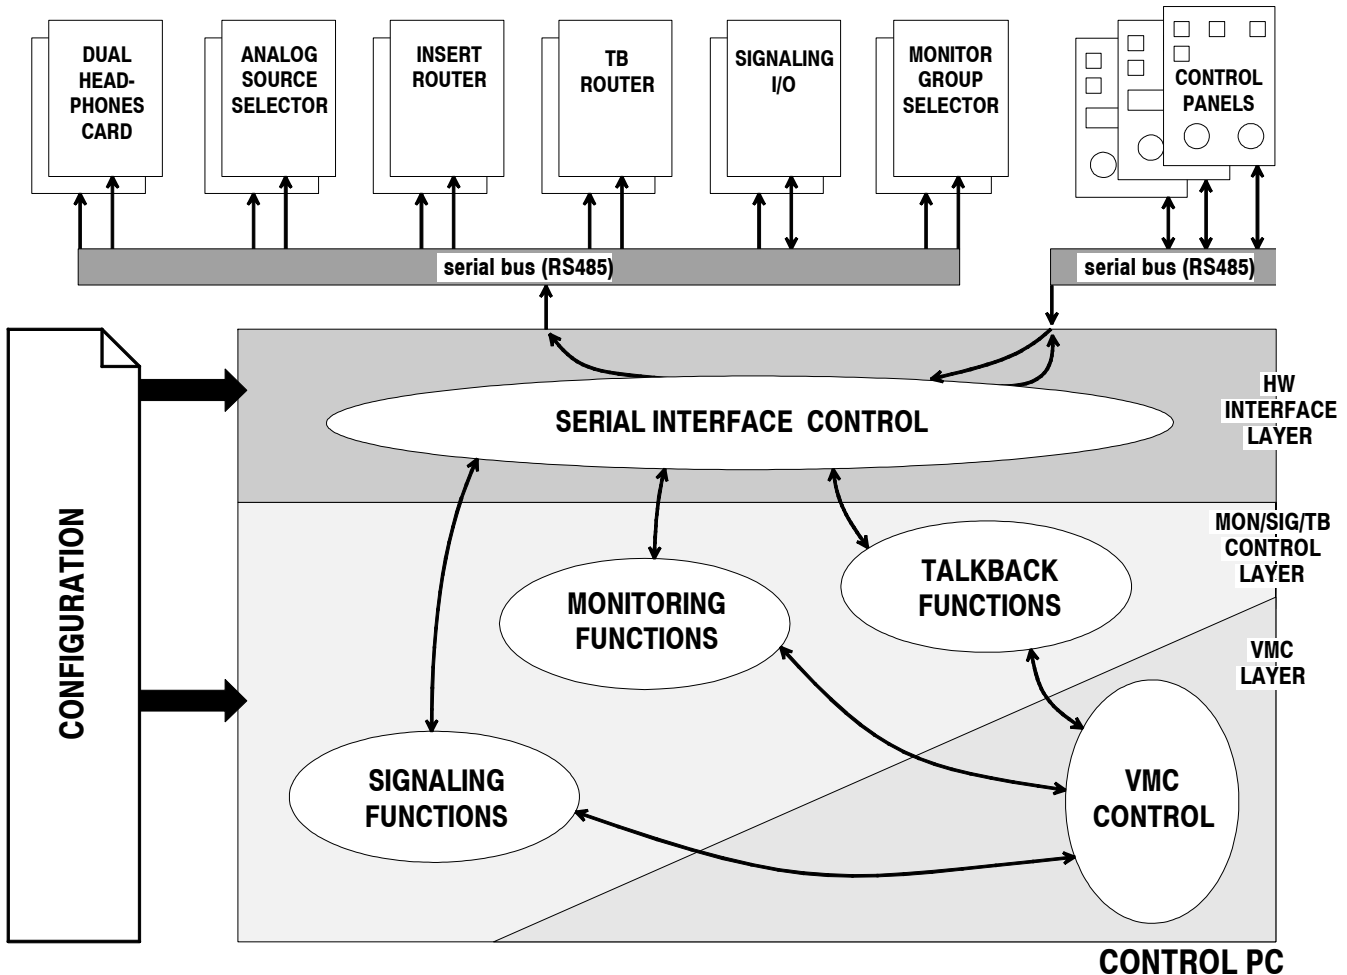 DUAL
HEAD-
PHONES
CARD
ANALOG
SOURCE
SELECTOR
INSERT
ROUTER
TB
ROUTER
SIGNALING
I/O
MONITOR
GROUP
SELECTOR
CONTROL
PANELS
serial bus (RS485)
serial bus (RS485)
CONFIGURATION
SERIAL INTERFACE CONTROL
HW
INTERFACE
LAYER
MON/SIG/TB
CONTROL
LAYER
TALKBACK
FUNCTIONS
MONITORING
FUNCTIONS
VMC
LAYER
SIGNALING
FUNCTIONS
VMC
CONTROL
CONTROL PC